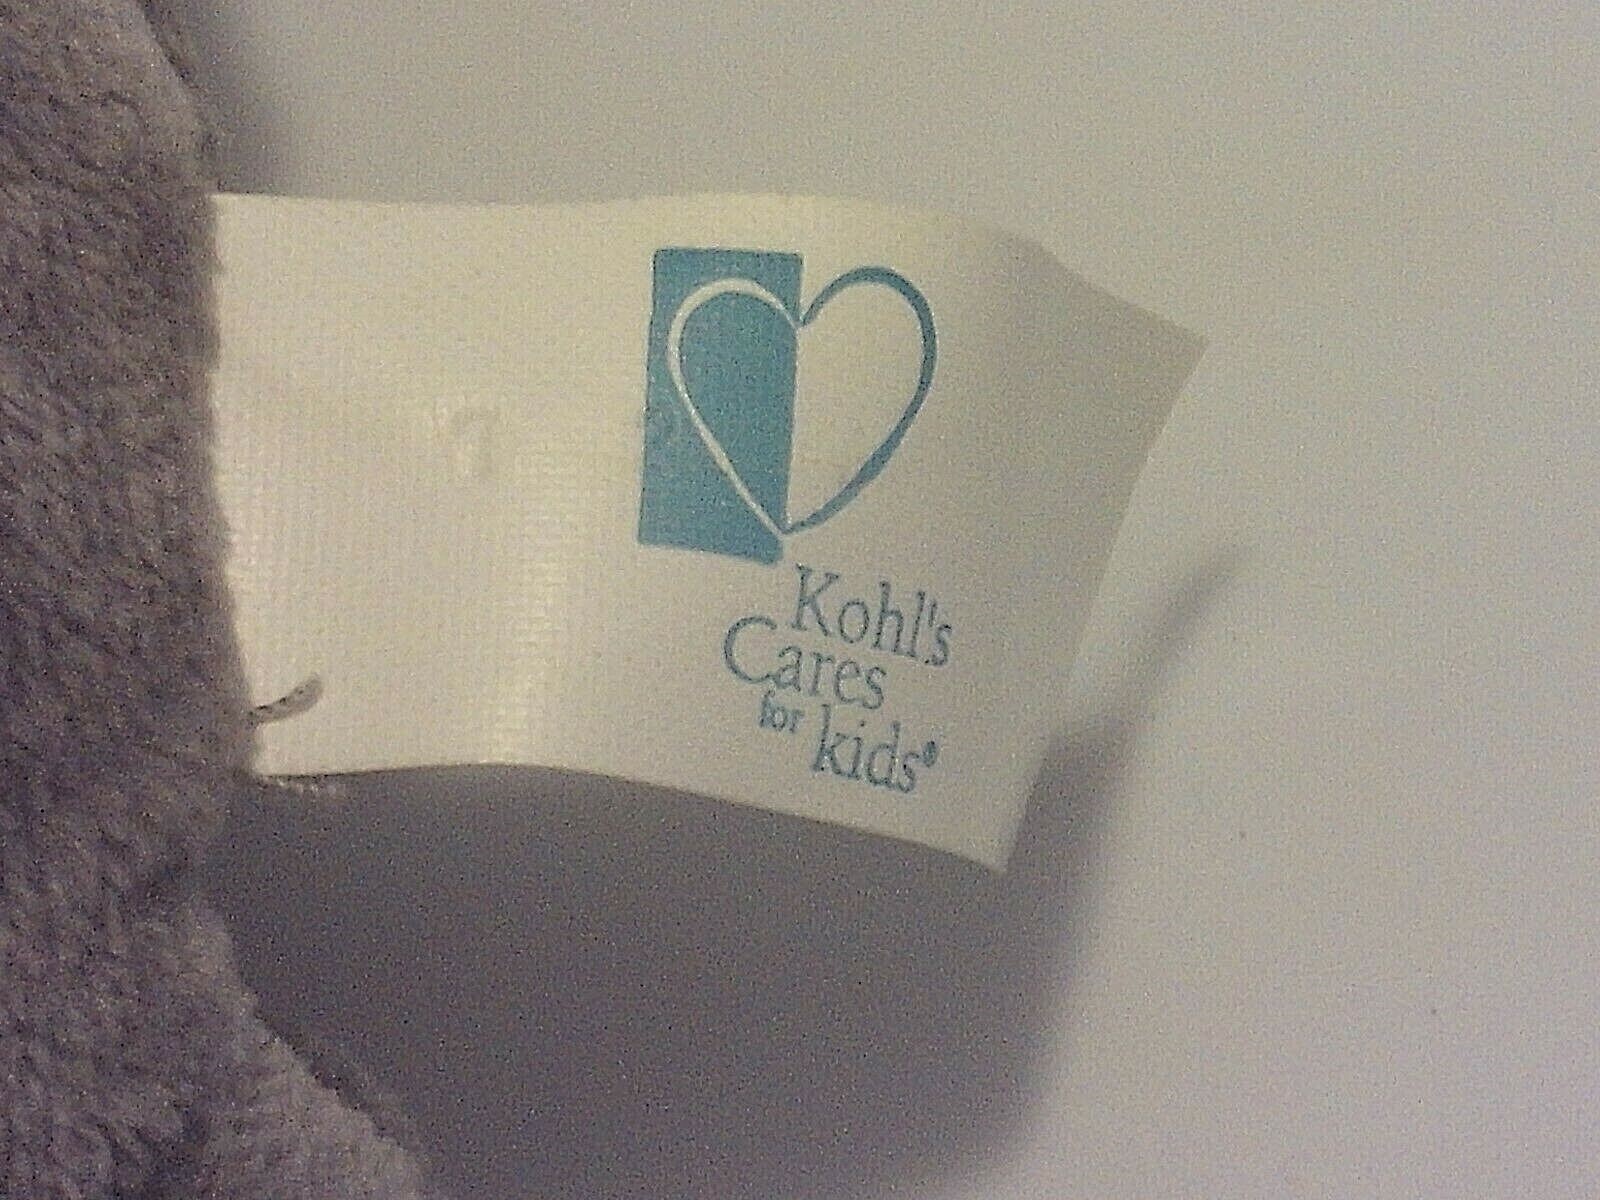 Kohl's
Cares
for kids®